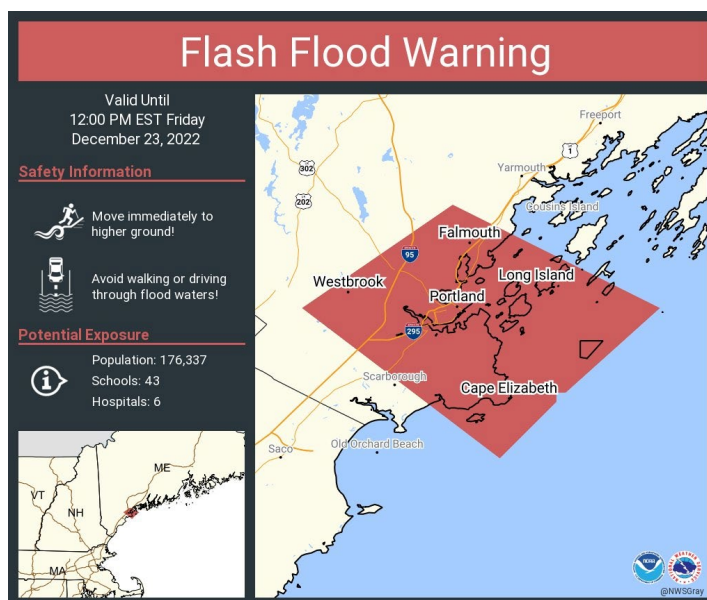 Flash Flood Warning
Valid Until
12:00 PM EST Friday
December 23, 2022
Safety Information
Move immediately to
higher ground!
Avoid walking or driving
through flood waters!
Potential Exposure
Population: 176,337
Schools: 43
Hospitals: 6
VT
NH
ME
MA
Freeport
1
302
Yarmouth
202
Cousins Island
Falmouth
95
Long Island
Westbrook
Portland
295
Scarborough
Cape Elizabeth
Saco
Old Orchard Beach
NOAA
@NWSGray